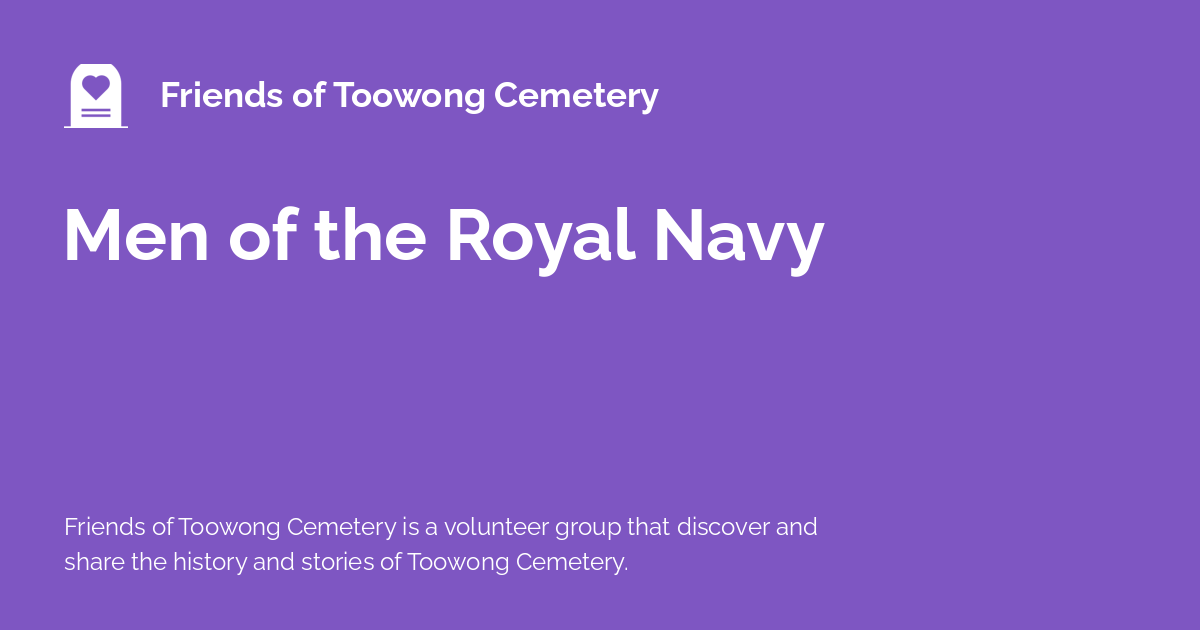 Friends of Toowong Cemetery
Men of the Royal Navy
Friends of Toowong Cemetery is a volunteer group that discover and
share the history and stories of Toowong Cemetery.